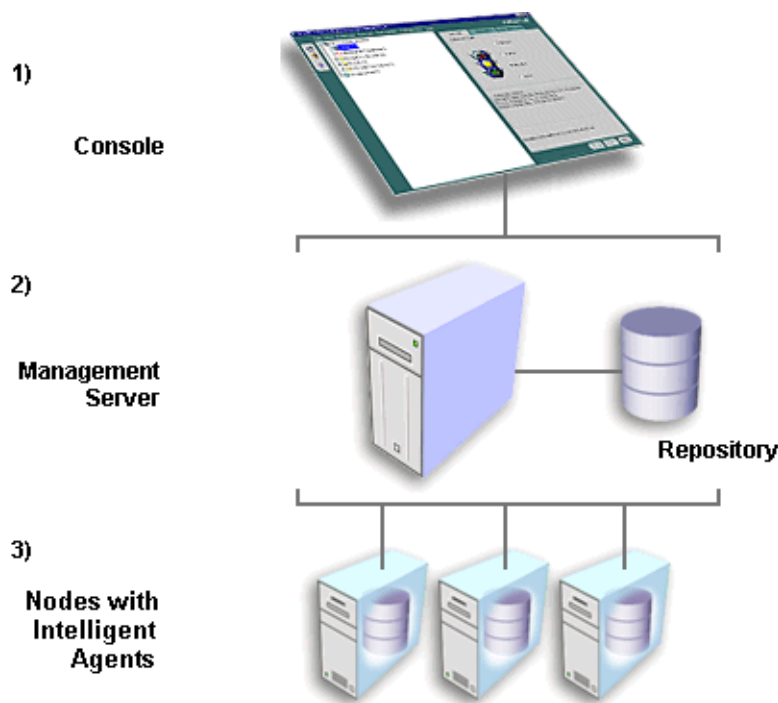 1)
Console
2)
Management
Server
Repository
3)
Nodes with
Intelligent
Agents